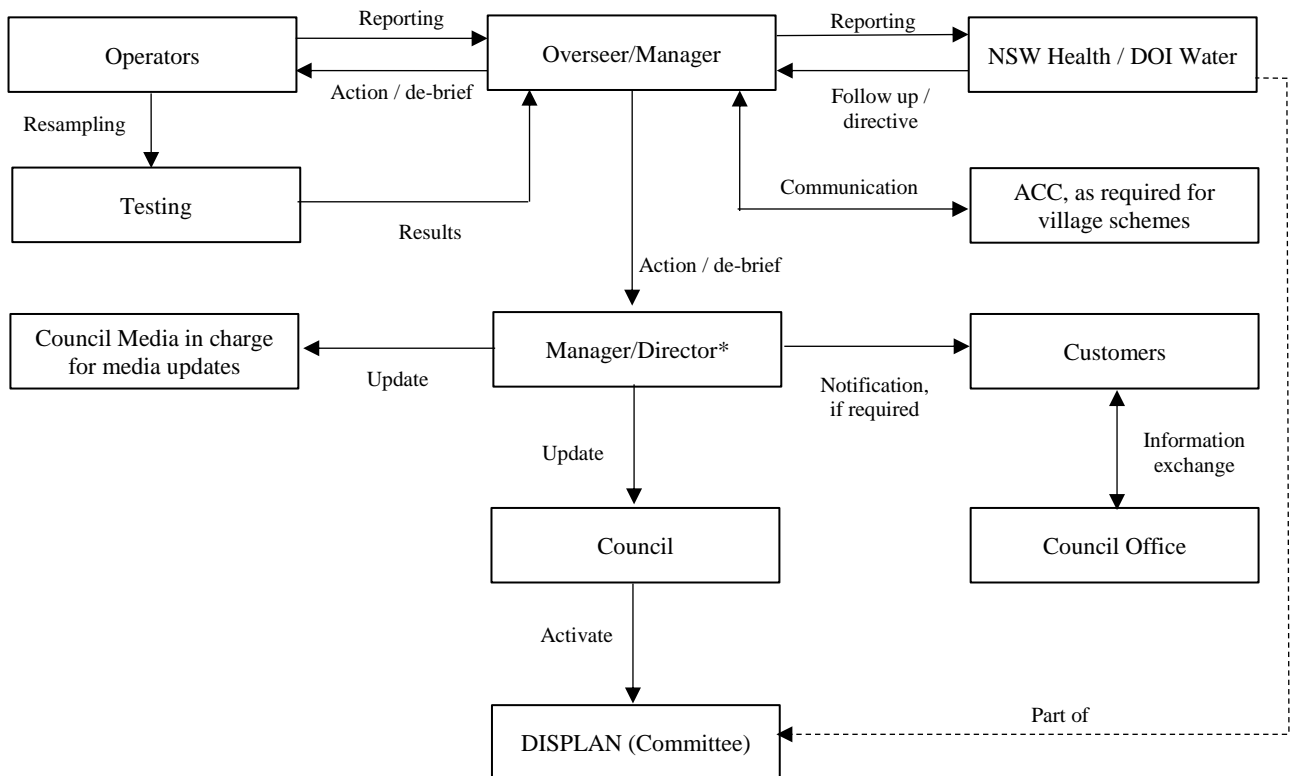 Reporting
Reporting
Operators
Overseer/Manager
NSW Health / DOI Water
Action / de-brief
Follow up /
directive
Resampling
Communication
Testing
ACC, as required for
village schemes
Results
Action / de-brief
Council Media in charge
for media updates
Manager/Director*
Customers
Update
Notification,
if required
Information
exchange
Update
Council
Council Office
Activate
Part of
DISPLAN (Committee)